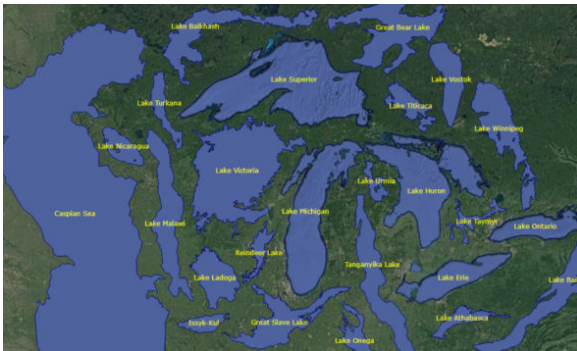 Lake Balkhash
Great Bear Lake
Lake Superior
Lake Vostok
Lake Turkana
Lake Titicaca
Lake Winnipeg
Lake Nicaragua
Lake Victoria
Lake Urmia
Lake Huron
Caspian Sea
Lake Malawi
Lake Michigan
Lake Taymyr
Lake Ontario
Reindeer Lake
Lake Ladoga
Tanganyika Lake
Lake Erie
Lake Bai
Issyk-Kul
Great Slave Lake
Lake Athabasca
Lake Onega